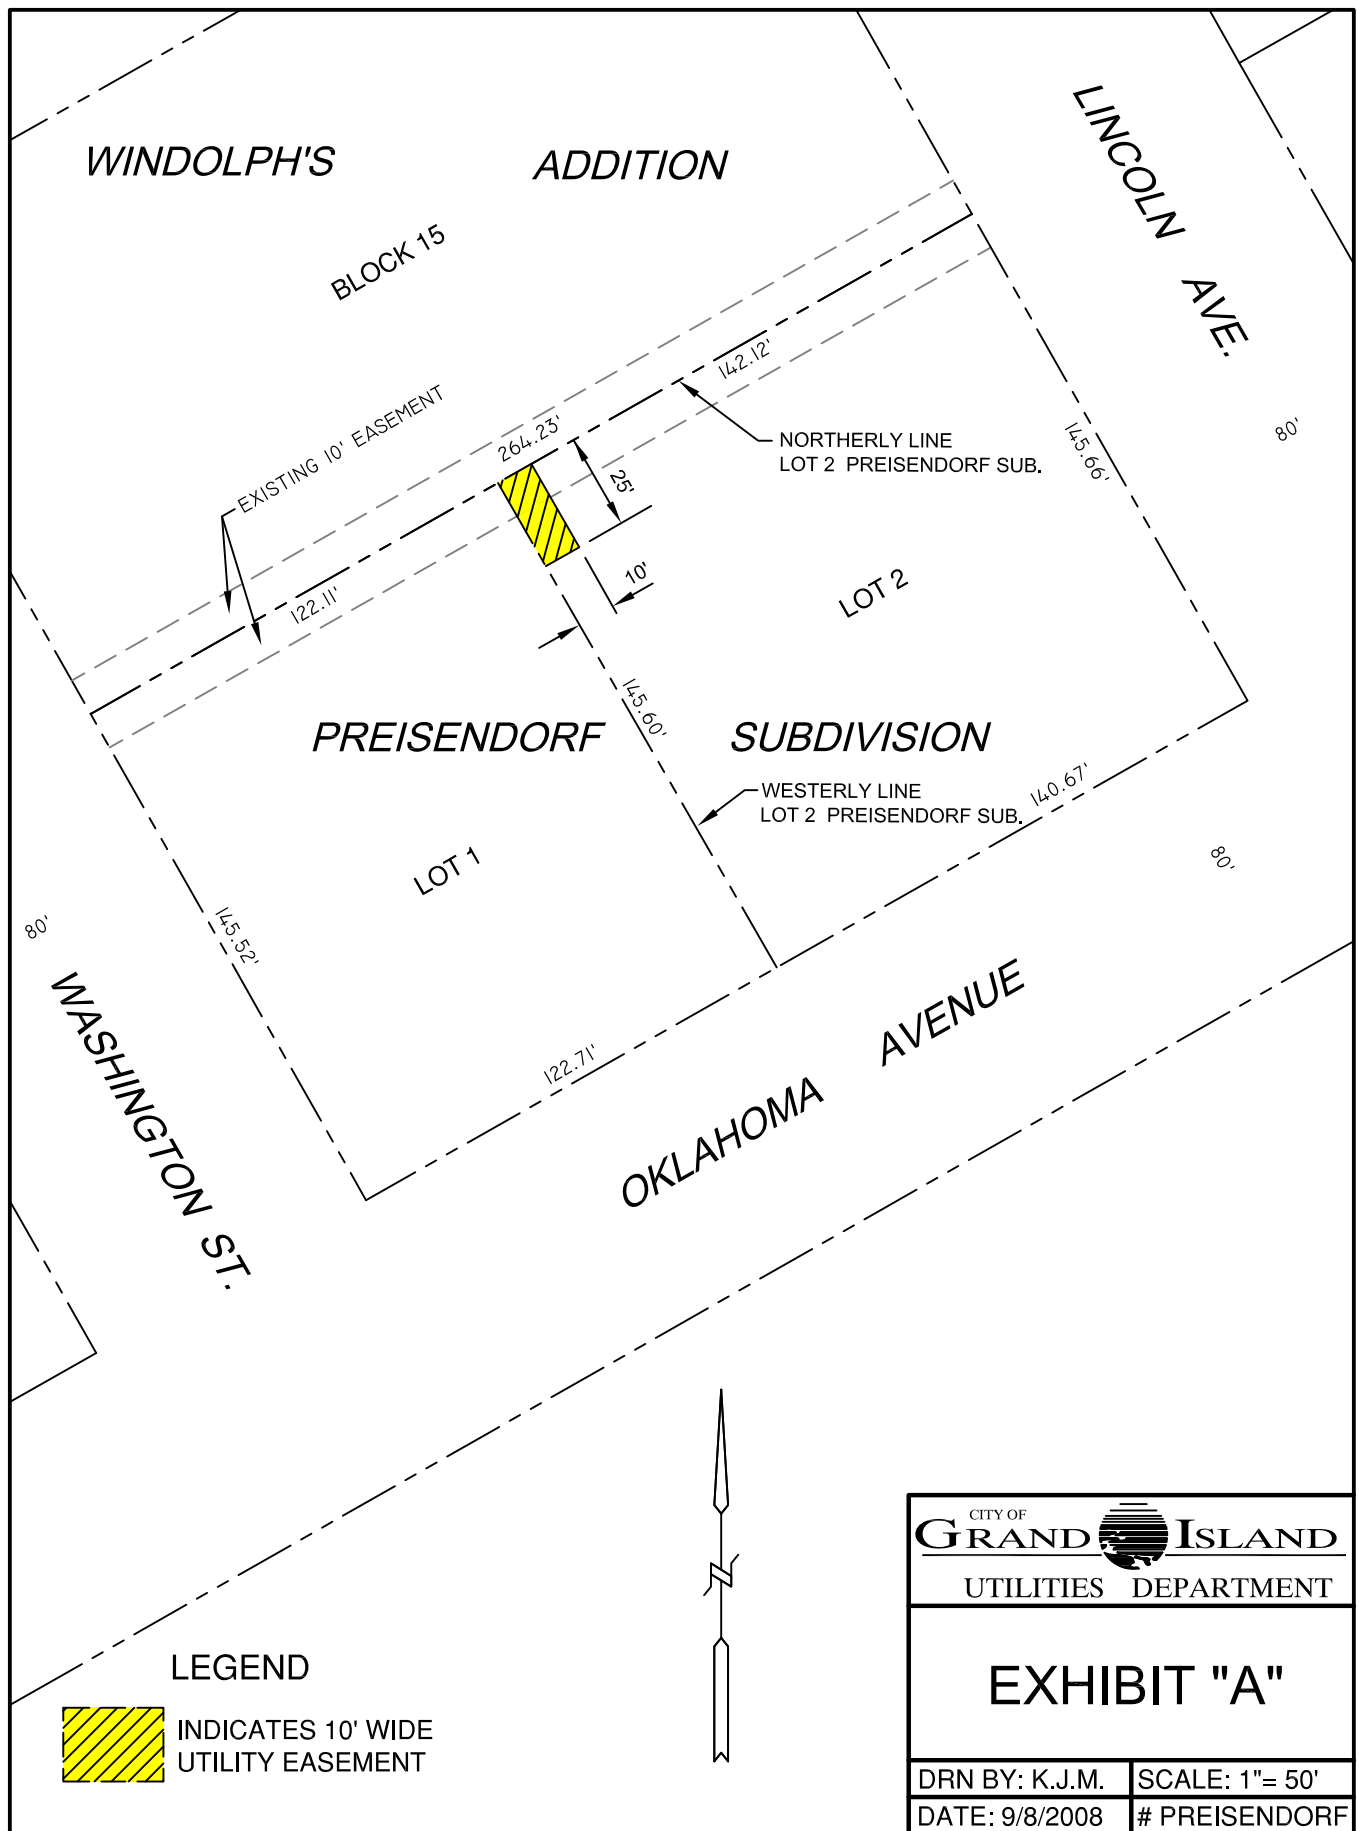 WINDOLPH'S ADDITION
BLOCK 15
LINCOLN AVE.
EXISTING 10' EASEMENT
264.23'
142.12'
NORTHERLY LINE
LOT 2 PREISENDORF SUB.
145.66'
80'
25'
10'
122.11'
LOT 2
145.60'
PREISENDORF SUBDIVISION
WESTERLY LINE
LOT 2 PREISENDORF SUB.
140.67'
80'
LOT 1
145.52'
80'
WASHINGTON ST.
122.71'
OKLAHOMA AVENUE
N
LEGEND
INDICATES 10' WIDE
UTILITY EASEMENT
CITY OF
GRAND ISLAND
UTILITIES DEPARTMENT
EXHIBIT "A"
DRN BY: K.J.M.
SCALE: 1"= 50'
DATE: 9/8/2008
# PREISENDORF